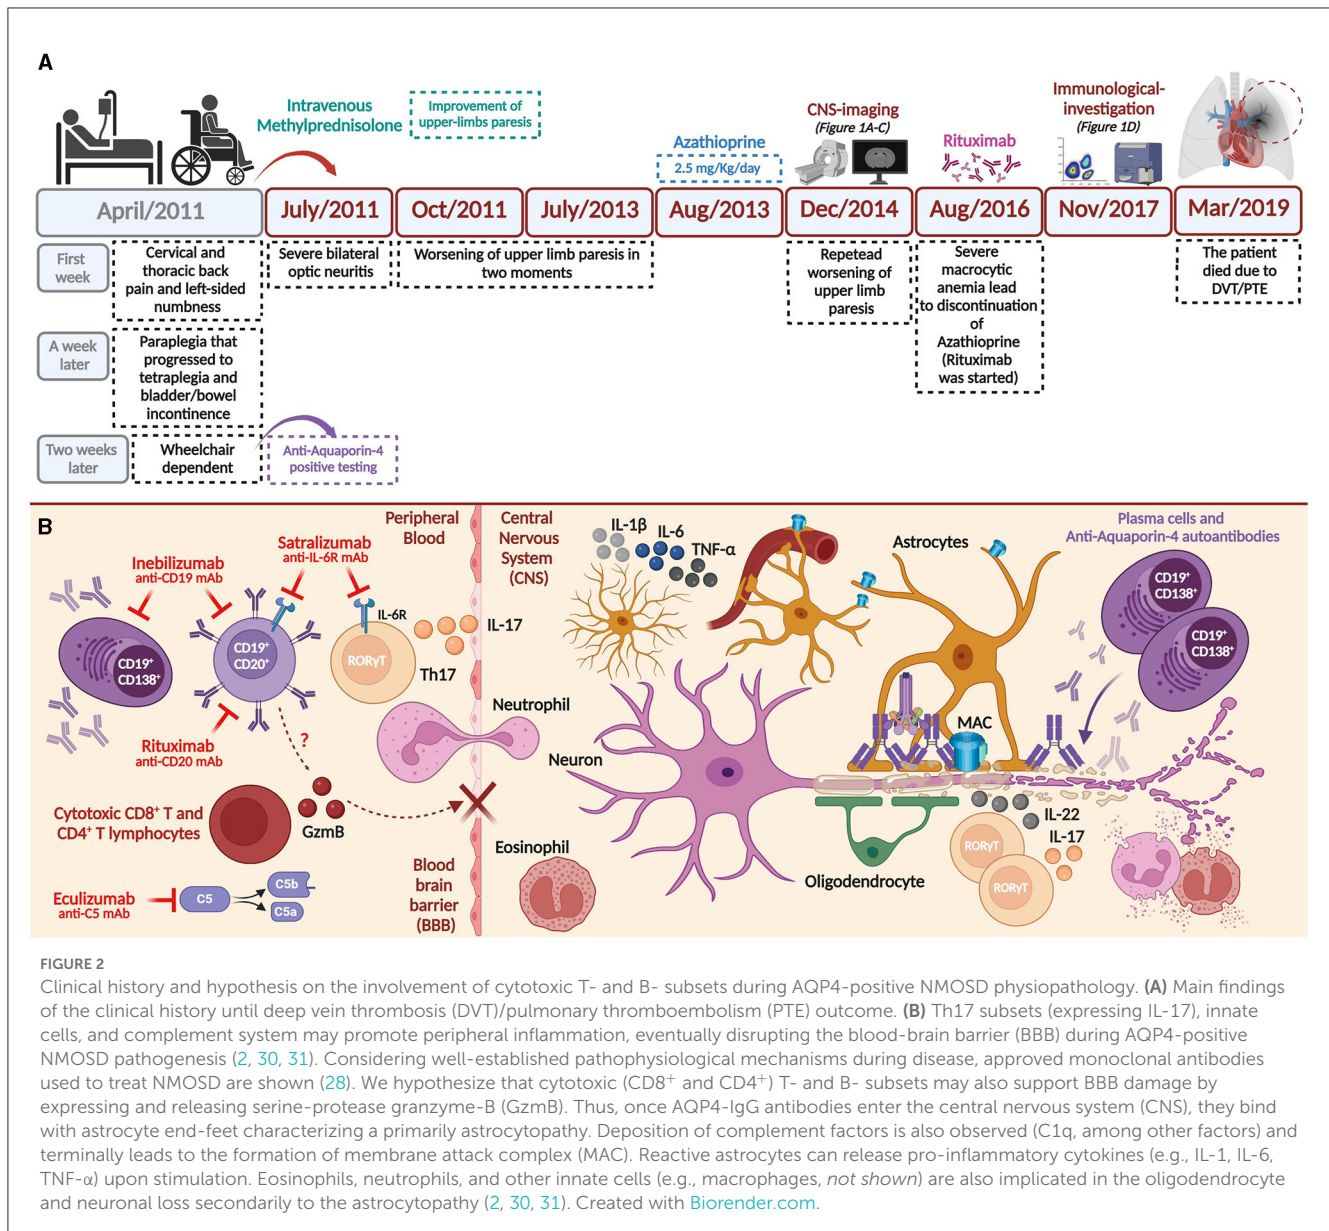 A
Intravenous
Methylprednisolone
Improvement of
upper-limbs paresis
Azathioprine
2.5 mg/Kg/day
CNS-imaging
(Figure 1A-C)
Rituximab
Immunological-
investigation
(Figure 1D)
April/2011
July/2011
Oct/2011
July/2013
Aug/2013
Dec/2014
Aug/2016
Nov/2017
Mar/2019
First
week
Cervical and
thoracic back
pain and left-sided
numbness
Severe bilateral
optic neuritis
Worsening of upper limb paresis in
two moments
Repetead
worsening of
upper limb
paresis
Severe
macrocytic
anemia lead
to discontinuation
of
Azathioprine
(Rituximab
was started)
The patient
died due to
DVT/PTE
A week
later
Paraplegia that
progressed to
tetraplegia and
bladder/bowel
incontinence
Two weeks
later
Wheelchair
dependent
Anti-Aquaporin-4
positive testing
B
Peripheral
Blood
Central
Nervous
System
(CNS)
Satralizumab
anti-IL-6R mAb
Inebilizumab
anti-CD19 mAb
IL-6R
IL-17
CD19⁺
CD138⁺
CD19⁺
CD20⁺
RORγT
Th17
Rituximab
anti-CD20 mAb
?
Neutrophil
Cytotoxic CD8⁺ T and
CD4⁺ T lymphocytes
GzmB
Eculizumab
anti-C5 mAb
C5
C5b
C5a
Blood
brain
barrier
(BBB)
IL-1β
IL-6
TNF-α
Astrocytes
Plasma cells and
Anti-Aquaporin-4 autoantibodies
CD19⁺
CD138⁺
CD19⁺
CD138⁺
MAC
Neuron
Eosinophil
Oligodendrocyte
IL-22
IL-17
RORγT
RORγT
FIGURE 2
Clinical history and hypothesis on the involvement of cytotoxic T- and B- subsets during AQP4-positive NMOSD physiopathology. (A) Main findings
of the clinical history until deep vein thrombosis (DVT)/pulmonary thromboembolism (PTE) outcome. (B) Th17 subsets (expressing IL-17), innate
cells, and complement system may promote peripheral inflammation, eventually disrupting the blood-brain barrier (BBB) during AQP4-positive
NMOSD pathogenesis (2, 30, 31). Considering well-established pathophysiological mechanisms during disease, approved monoclonal antibodies
used to treat NMOSD are shown (28). We hypothesize that cytotoxic (CD8⁺ and CD4⁺) T- and B- subsets may also support BBB damage by
expressing and releasing serine-protease granzyme-B (GzmB). Thus, once AQP4-IgG antibodies enter the central nervous system (CNS), they bind
with astrocyte end-feet characterizing a primarily astrocytopathy. Deposition of complement factors is also observed (C1q, among other factors) and
terminally leads to the formation of membrane attack complex (MAC). Reactive astrocytes can release pro-inflammatory cytokines (e.g., IL-1, IL-6,
TNF-α) upon stimulation. Eosinophils, neutrophils, and other innate cells (e.g., macrophages, not shown) are also implicated in the oligodendrocyte
and neuronal loss secondarily to the astrocytopathy (2, 30, 31). Created with Biorender.com.